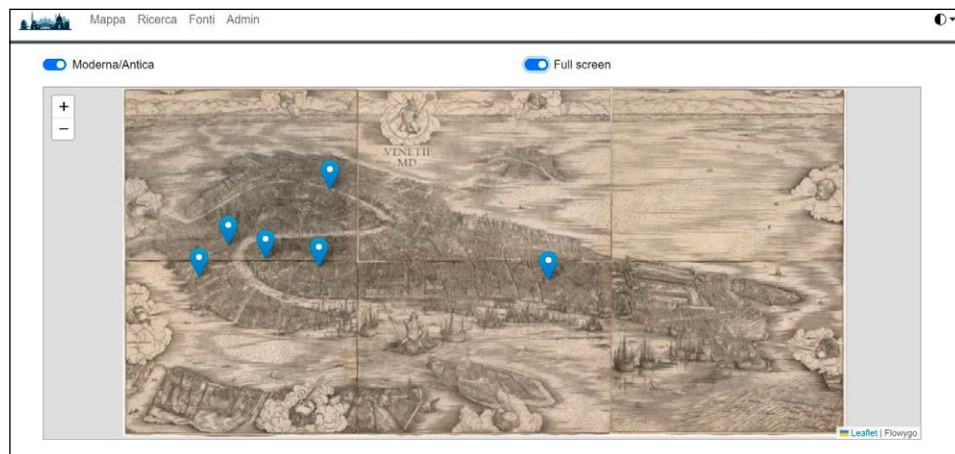 Mappa Ricerca Fonti Admin
Moderna/Antica
Full screen
+
−
VENETIE
MD
Leaflet | Flowygo